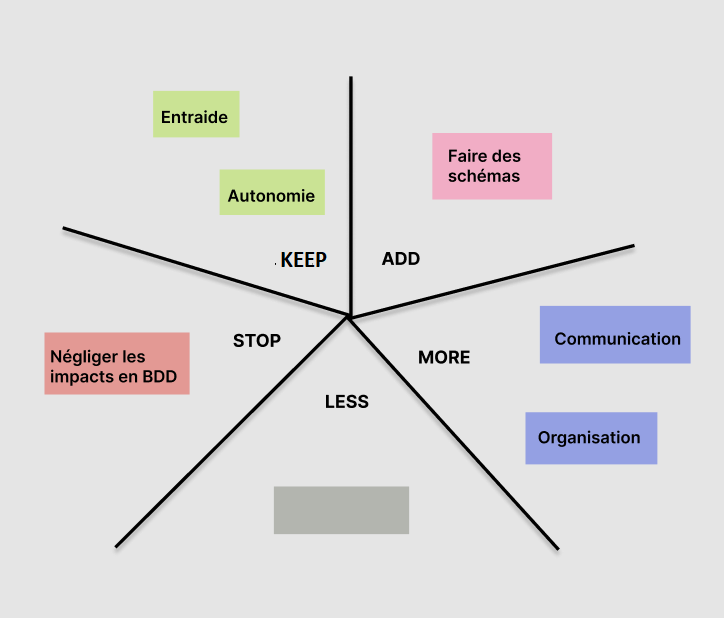 Entraide
Autonomie
KEEP
Faire des
schémas
ADD
Communication
MORE
Organisation
LESS
STOP
Négliger les
impacts en BDD